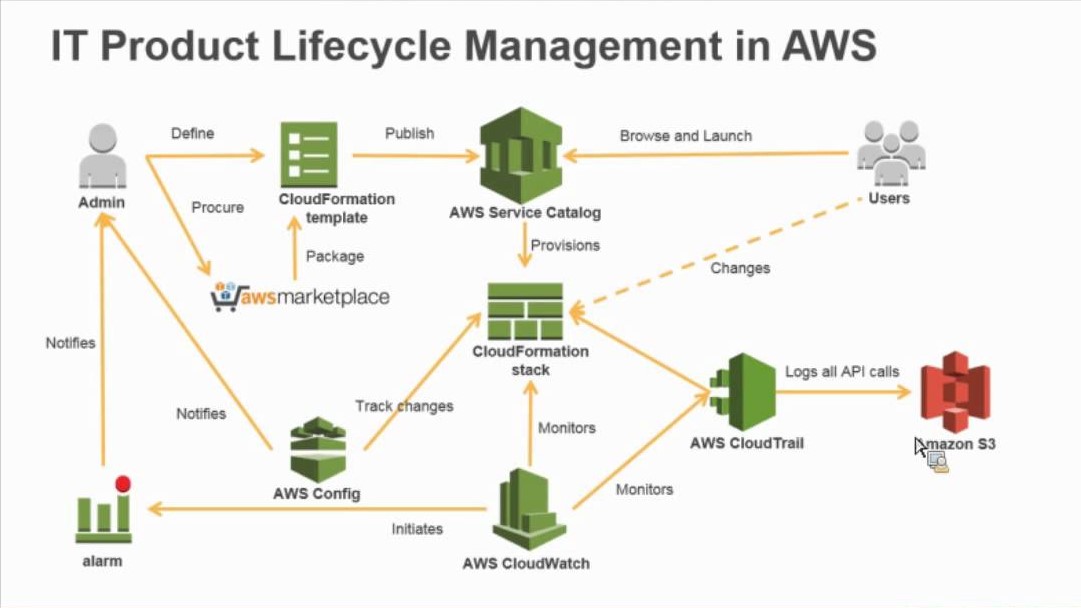 IT Product Lifecycle Management in AWS
Define
Publish
Browse and Launch
Admin
Procure
CloudFormation
template
AWS Service Catalog
Users
Package
Provisions
Changes
awsmarketplace
Notifies
CloudFormation
stack
Logs all API calls
Notifies
Track changes
Monitors
AWS CloudTrail
Amazon S3
AWS Config
Monitors
Initiates
alarm
AWS CloudWatch